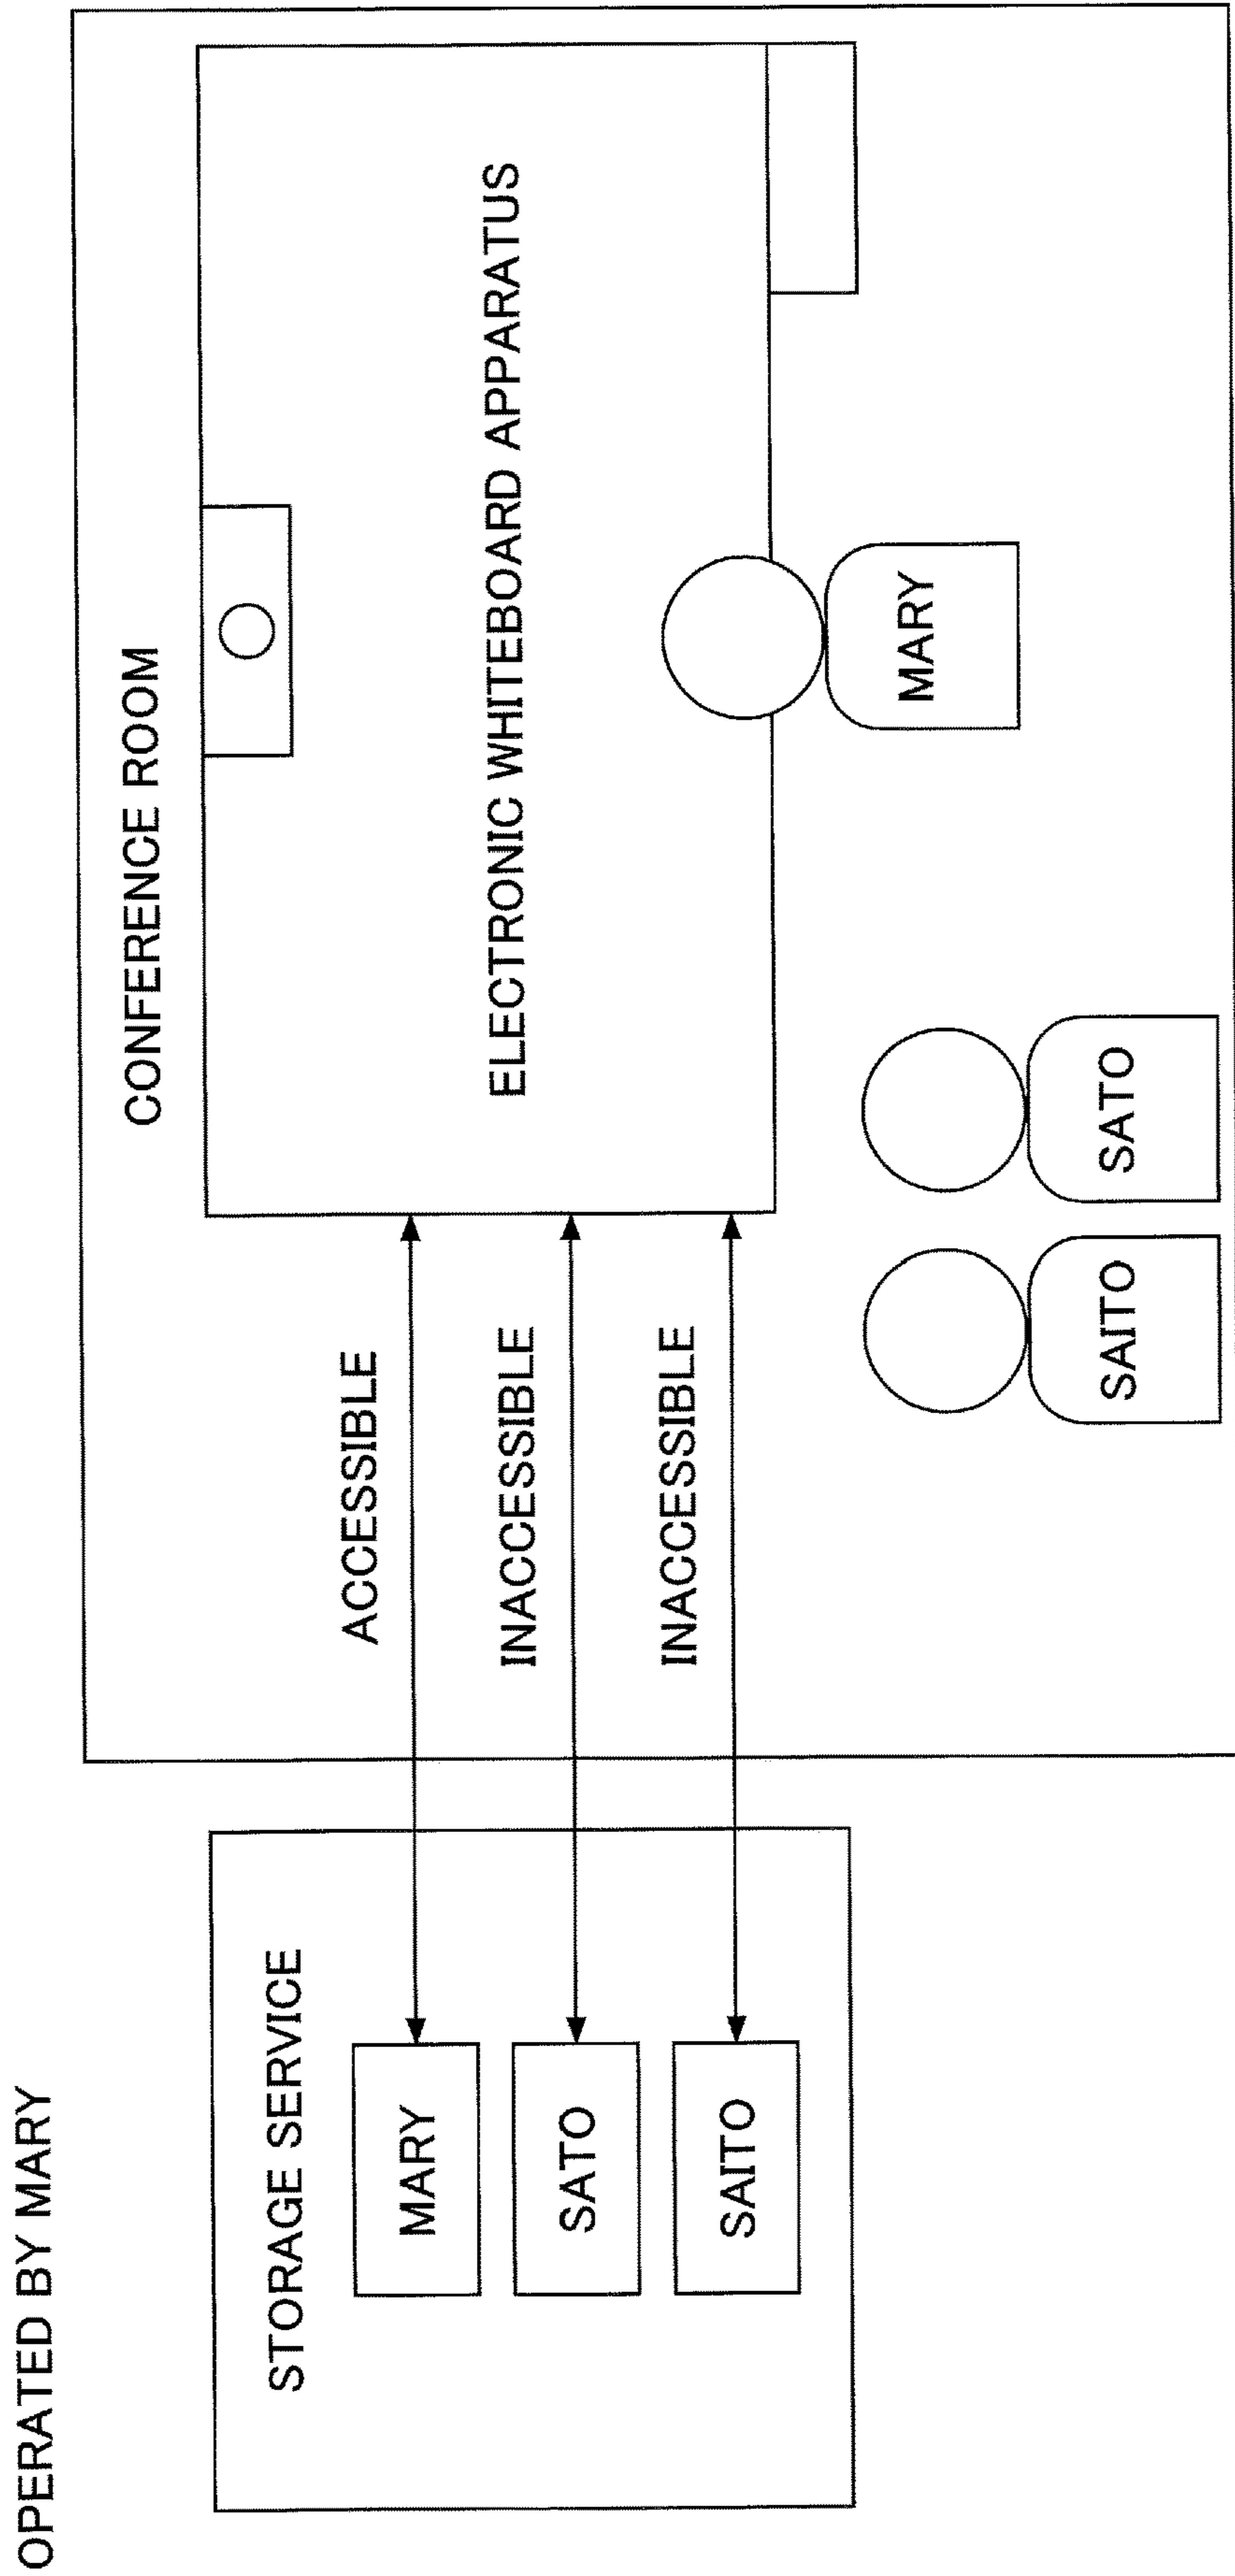 OPERATED BY MARY
STORAGE SERVICE
MARY
SATO
SAITO
ACCESSIBLE
INACCESSIBLE
INACCESSIBLE
CONFERENCE ROOM
ELECTRONIC WHITEBOARD APPARATUS
MARY
SAITO
SATO